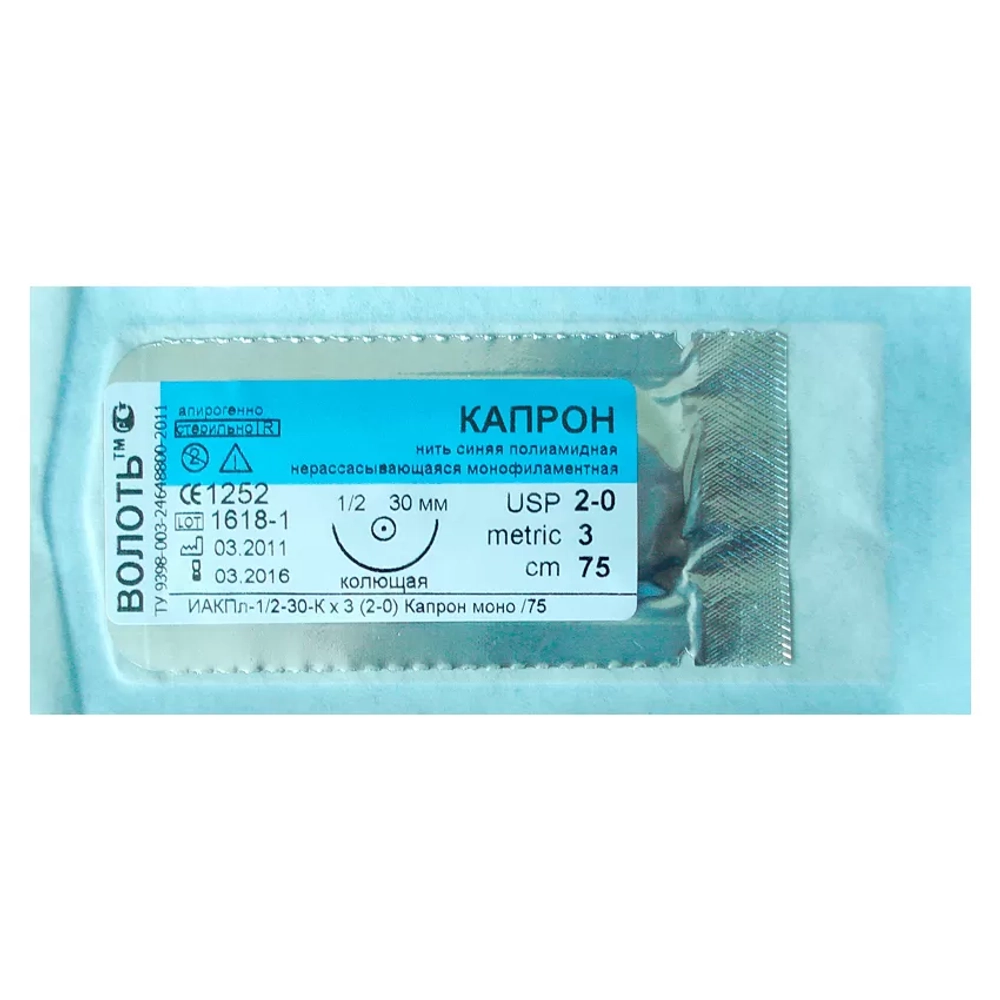 ВОЛОТЬ™
ТУ 9398-003-24648800-2011
апирогенно
стерильно R
КАПРОН
нить синяя полиамидная
нерассасывающаяся монофиламентная
CE 1252
LOT 1618-1
03.2011
03.2016
1/2 30 мм
колющая
USP 2-0
metric 3
cm 75
ИАКПл-1/2-30-К х 3 (2-0) Капрон моно /75